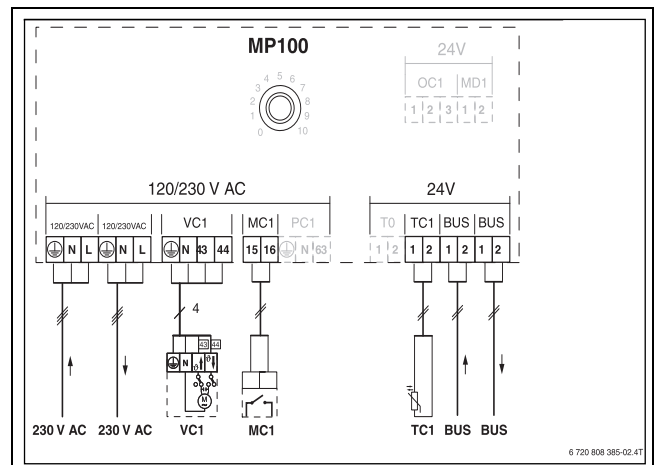 MP100
24V
OC1 MD1
1 2 3 1 2
0 1 2 3 4 5 6 7 8 9 10
120/230 V AC
24V
120/230VAC 120/230VAC VC1 MC1 PC1 T0 TC1 BUS BUS
N L N L N 43 44 15 16 N 63 1 2 1 2 1 2 1 2
4
43 44
N ϑ ϑ
M
ϑ
230 V AC 230 V AC VC1 MC1 TC1 BUS BUS
6 720 808 385-02.4T